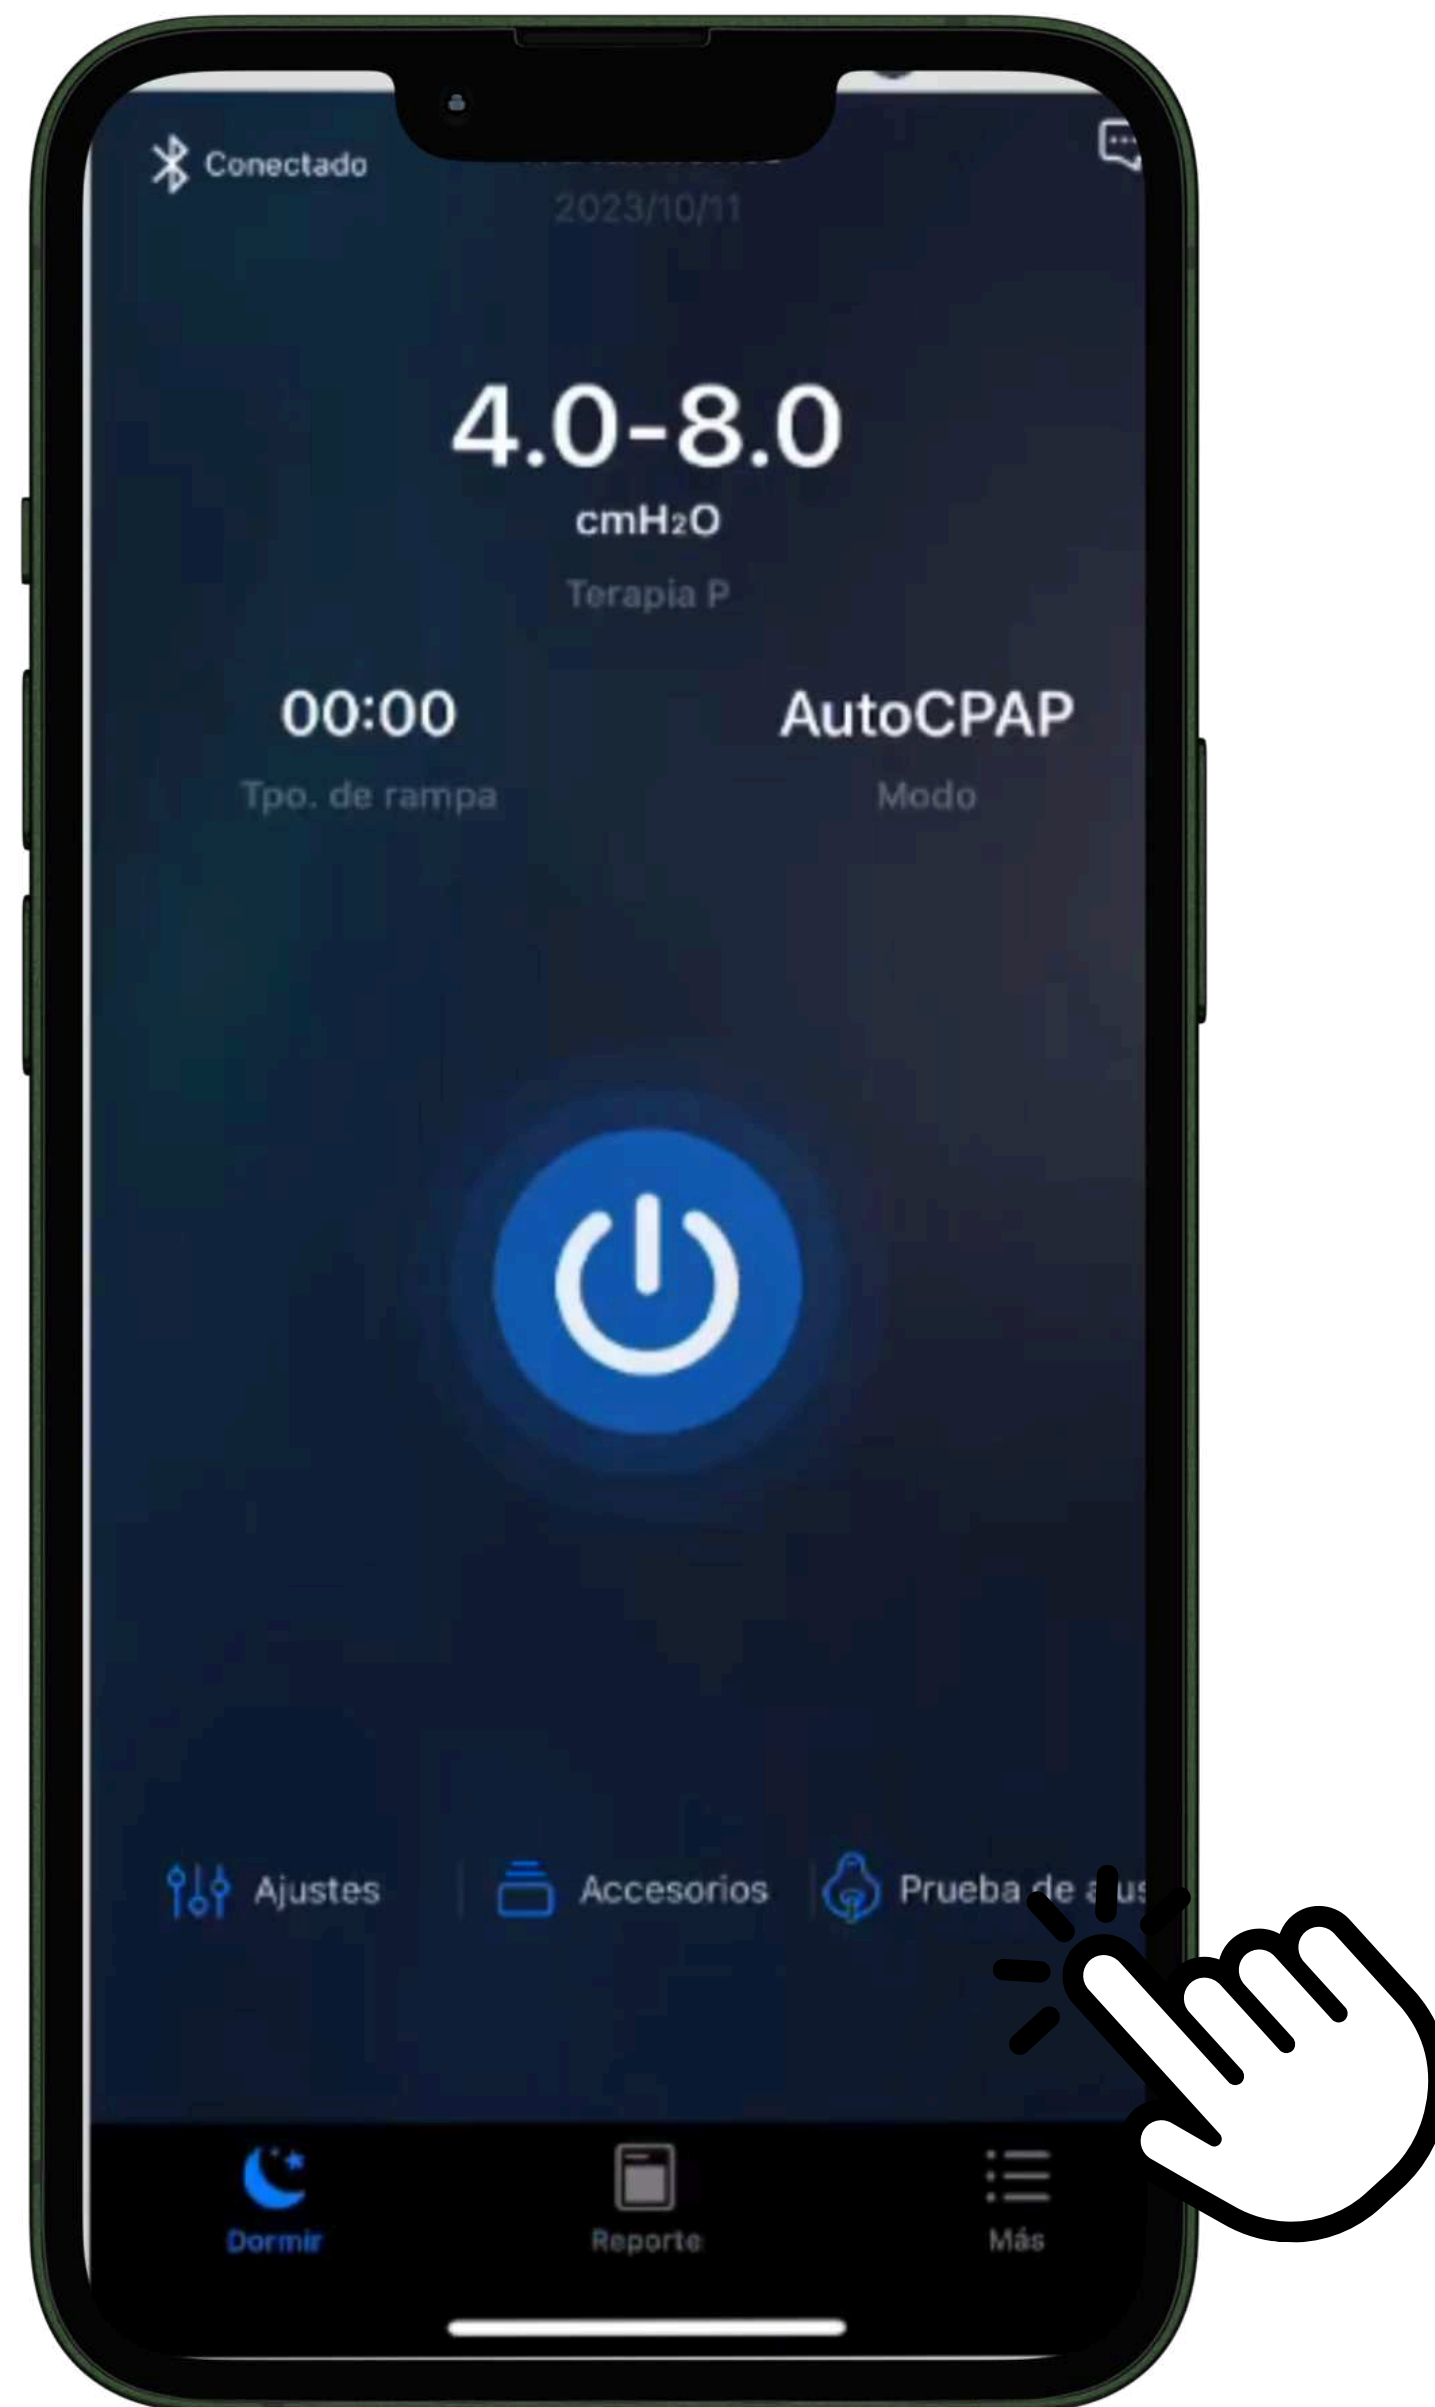 Conectado
2023/10/11
4.0-8.0
cmH₂O
Terapia P
00:00
AutoCPAP
Tpo. de rampa
Modo
Ajustes
Accesorios
Prueba de
Dormir
Reporte
Más